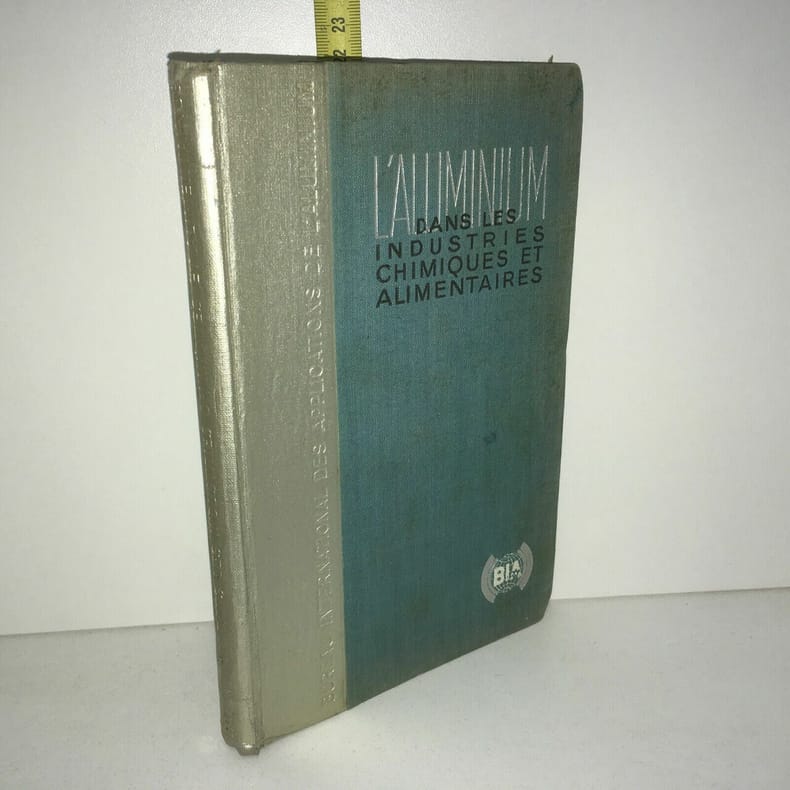 22 23
BUREAU INTERNATIONAL DES APPLICATIONS DE L'ALUMINIUM
L'ALUMINIUM
DANS LES
INDUSTRIES
CHIMIQUES ET
ALIMENTAIRES
BIA